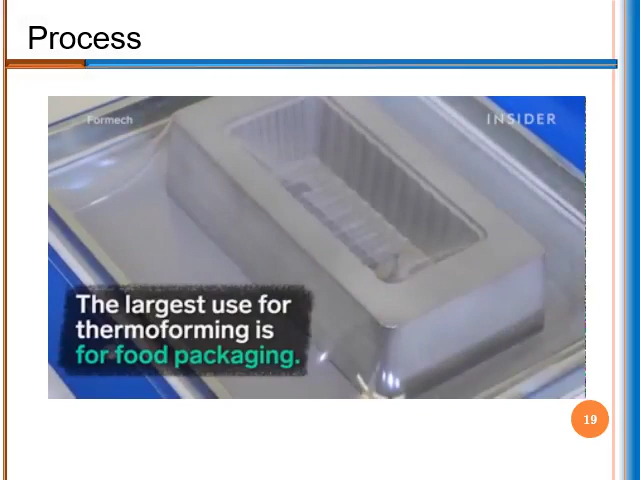 Process
Formech
INSIDER
The largest use for
thermoforming is
for food packaging.
19